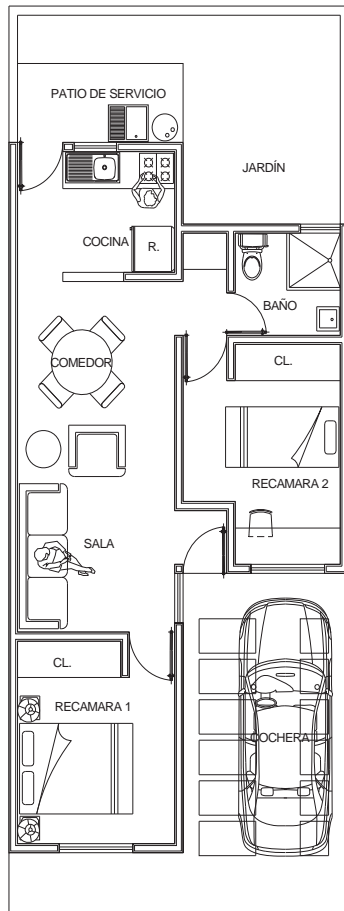 PATIO DE SERVICIO
JARDÍN
COCINA
R.
BAÑO
COMEDOR
CL.
RECAMARA 2
SALA
CL.
RECAMARA 1
COCHERA